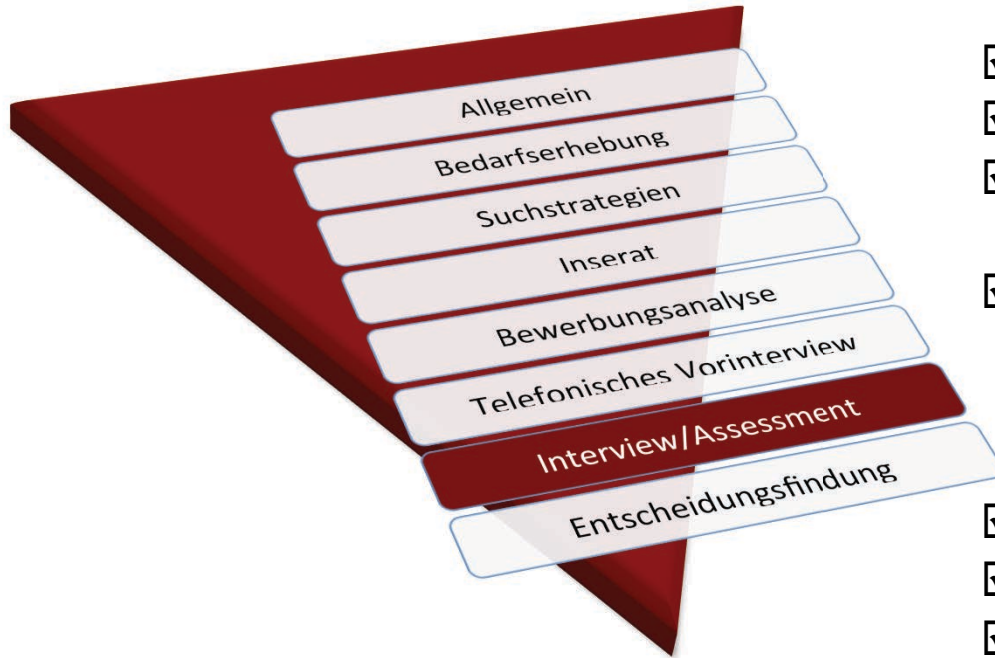 Allgemein
Bedarfserhebung
Suchstrategien
Inserat
Bewerbungsanalyse
Telefonisches Vorinterview
Interview/Assessment
Entscheidungsfindung